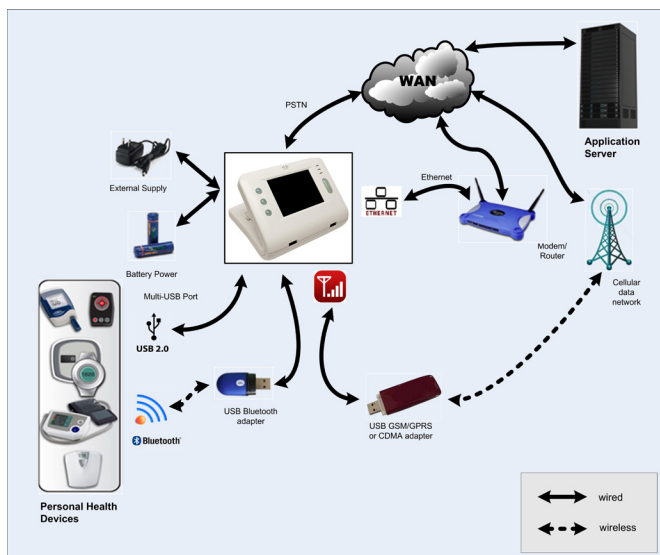 WAN
PSTN
Application
Server
External Supply
Ethernet
ETHERNET
Modem/
Router
Battery Power
Cellular
data
network
Multi-USB Port
USB 2.0
USB Bluetooth
adapter
Bluetooth
USB GSM/GPRS
or CDMA adapter
Personal Health
Devices
wired
wireless